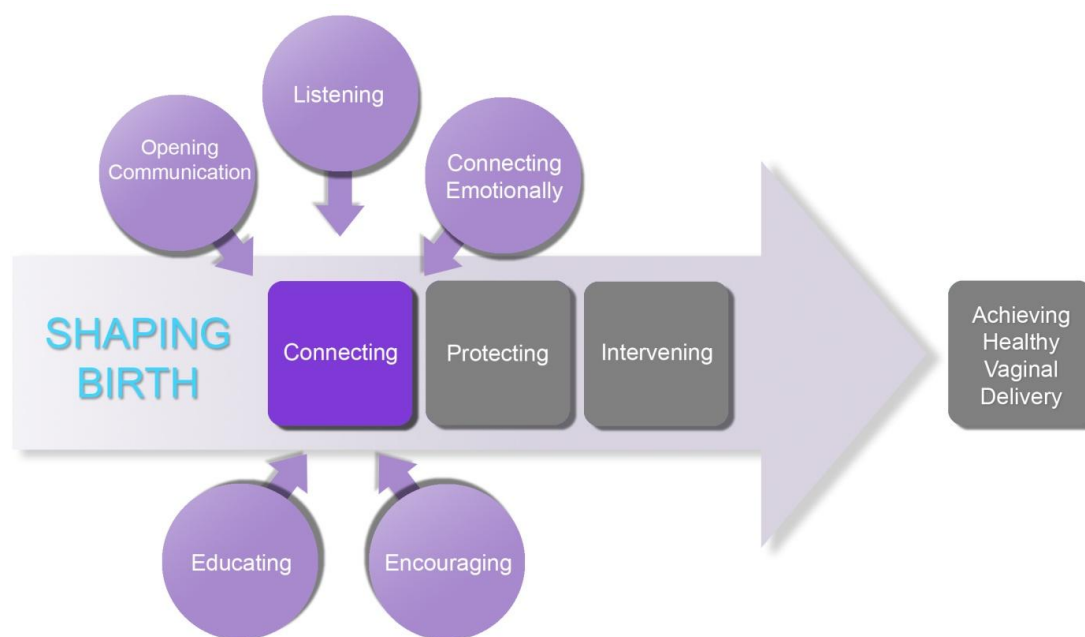 Listening
Opening
Communication
Connecting
Emotionally
SHAPING
BIRTH
Connecting
Protecting
Intervening
Achieving
Healthy
Vaginal
Delivery
Educating
Encouraging